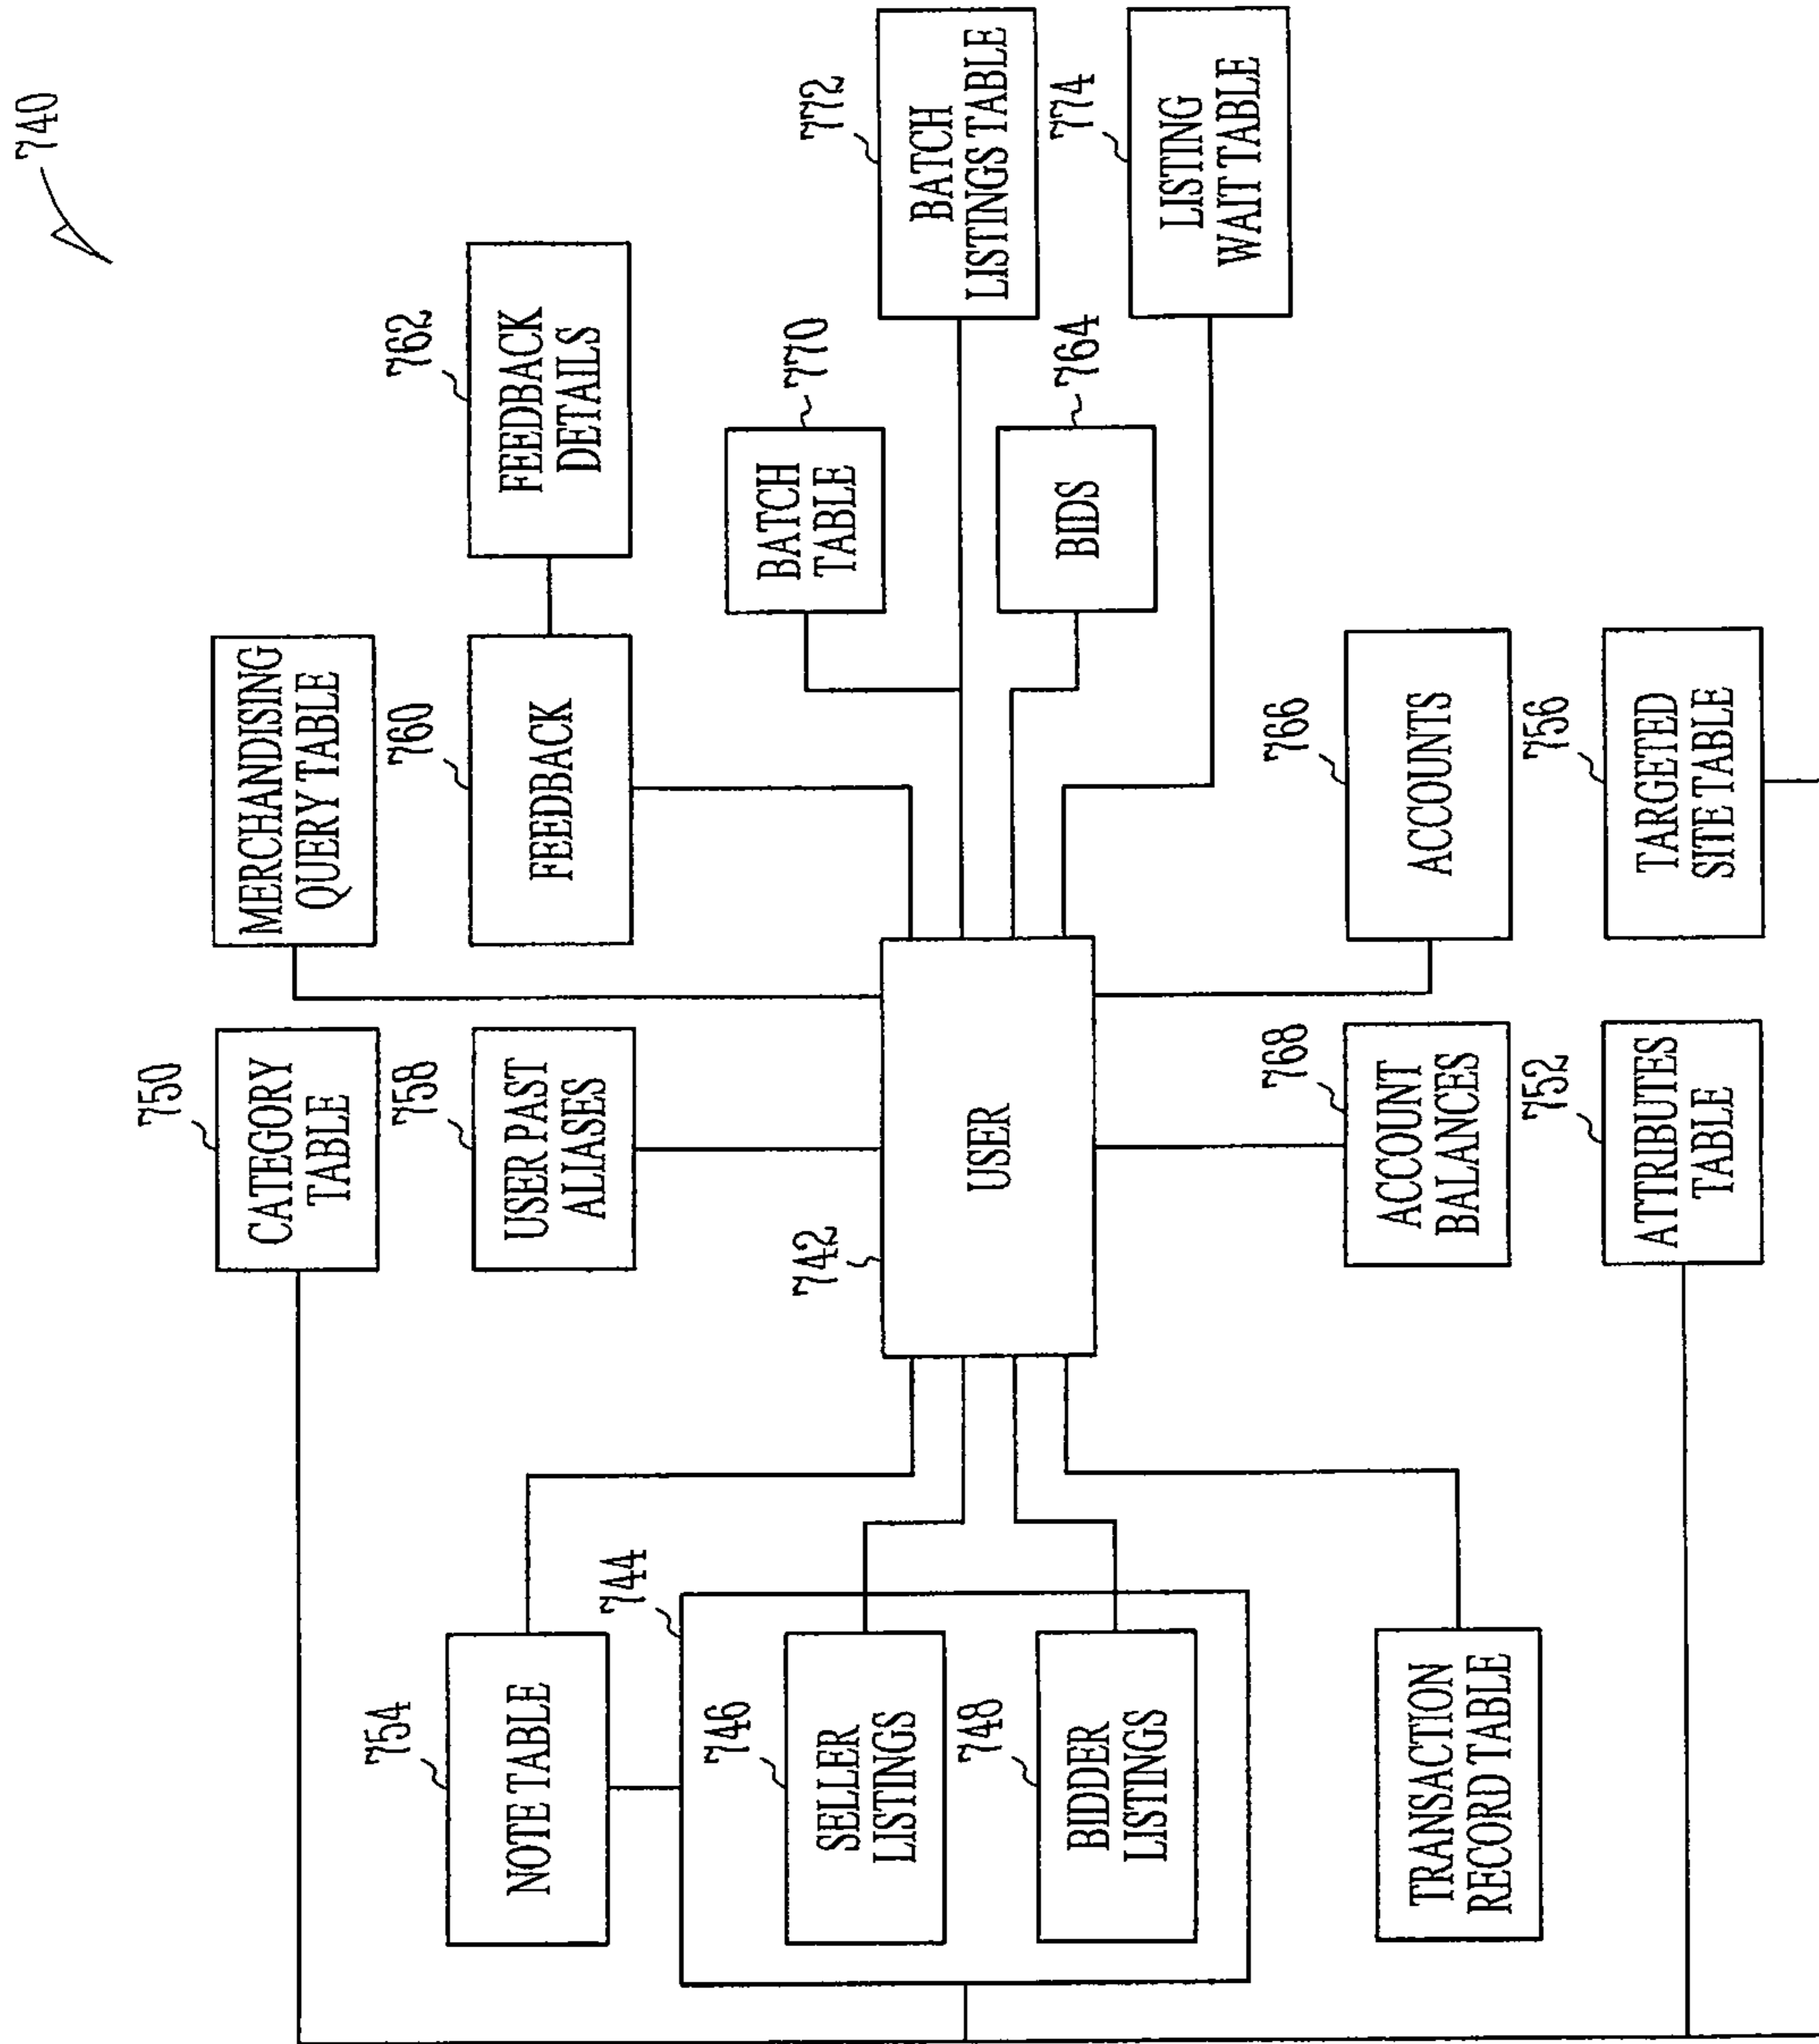 740
750
CATEGORY
TABLE
MERCHANDISING
QUERY TABLE
754
NOTE TABLE
758
USER PAST
ALIASES
760
FEEDBACK
762
FEEDBACK
DETAILS
744
746
SELLER
LISTINGS
748
BIDDER
LISTINGS
742
USER
770
BATCH
TABLE
772
BATCH
LISTINGS TABLE
764
BIDS
774
LISTING
WAIT TABLE
TRANSACTION
RECORD TABLE
768
ACCOUNT
BALANCES
766
ACCOUNTS
752
ATTRIBUTES
TABLE
756
TARGETED
SITE TABLE